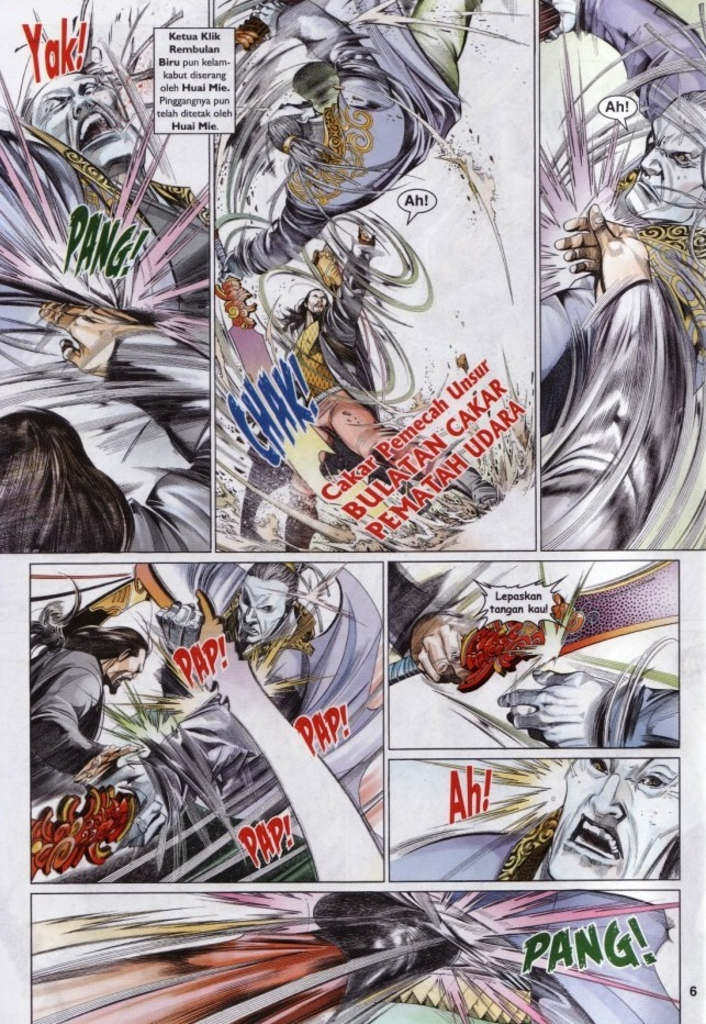 Yak!
Ketua Klik
Rembulan
Biru pun kelam-
kabut diserang
oleh Huai Mie.
Pinggangnya pun
telah ditetak oleh
Huai Mie.
PANG!
Ah!
CHAK!
Cakar Pemecah Unsur
BULATAN CAKAR
PEMATAH UDARA
Ah!
PAP!
PAP!
PAP!
Lepaskan
tangan kau!
Ah!
PANG!
6